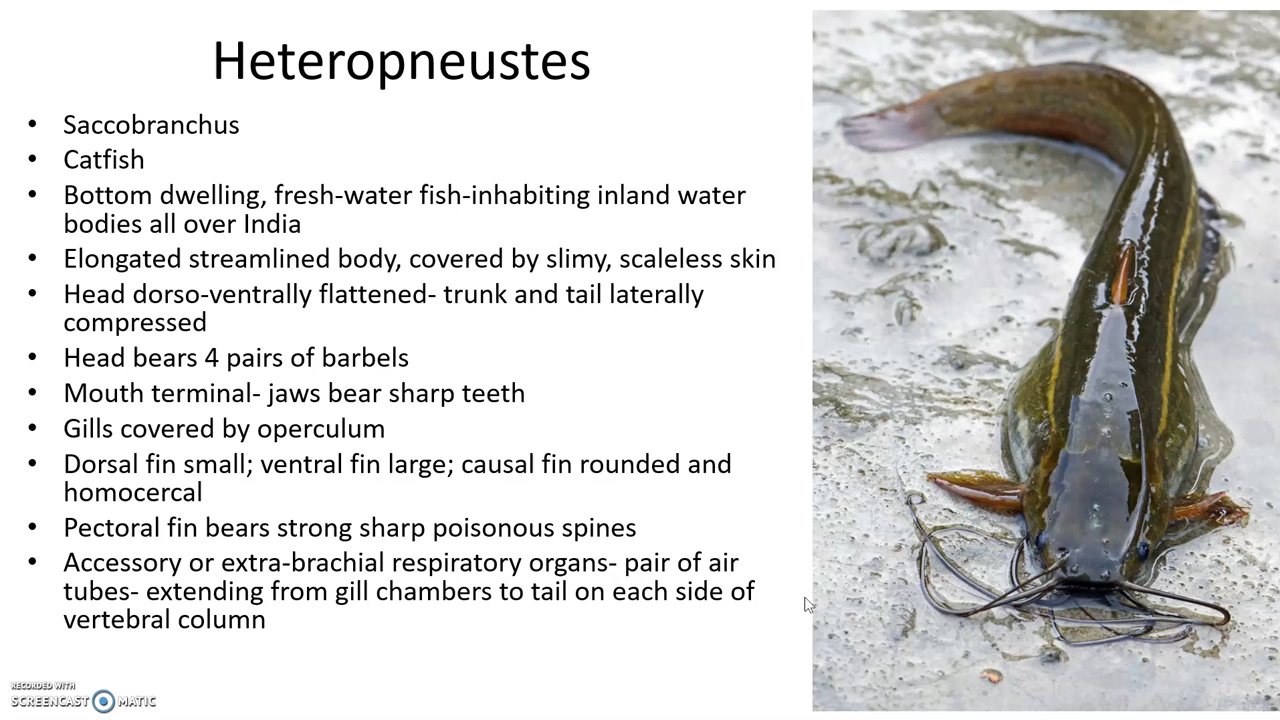 Heteropneustes
• Saccobranchus
• Catfish
• Bottom dwelling, fresh-water fish-inhabiting inland water
bodies all over India
• Elongated streamlined body, covered by slimy, scaleless skin
• Head dorso-ventrally flattened- trunk and tail laterally
compressed
• Head bears 4 pairs of barbels
• Mouth terminal- jaws bear sharp teeth
• Gills covered by operculum
• Dorsal fin small; ventral fin large; causal fin rounded and
homocercal
• Pectoral fin bears strong sharp poisonous spines
• Accessory or extra-brachial respiratory organs- pair of air
tubes- extending from gill chambers to tail on each side of
vertebral column
RECORDED WITH
SCREENCAST MATIC